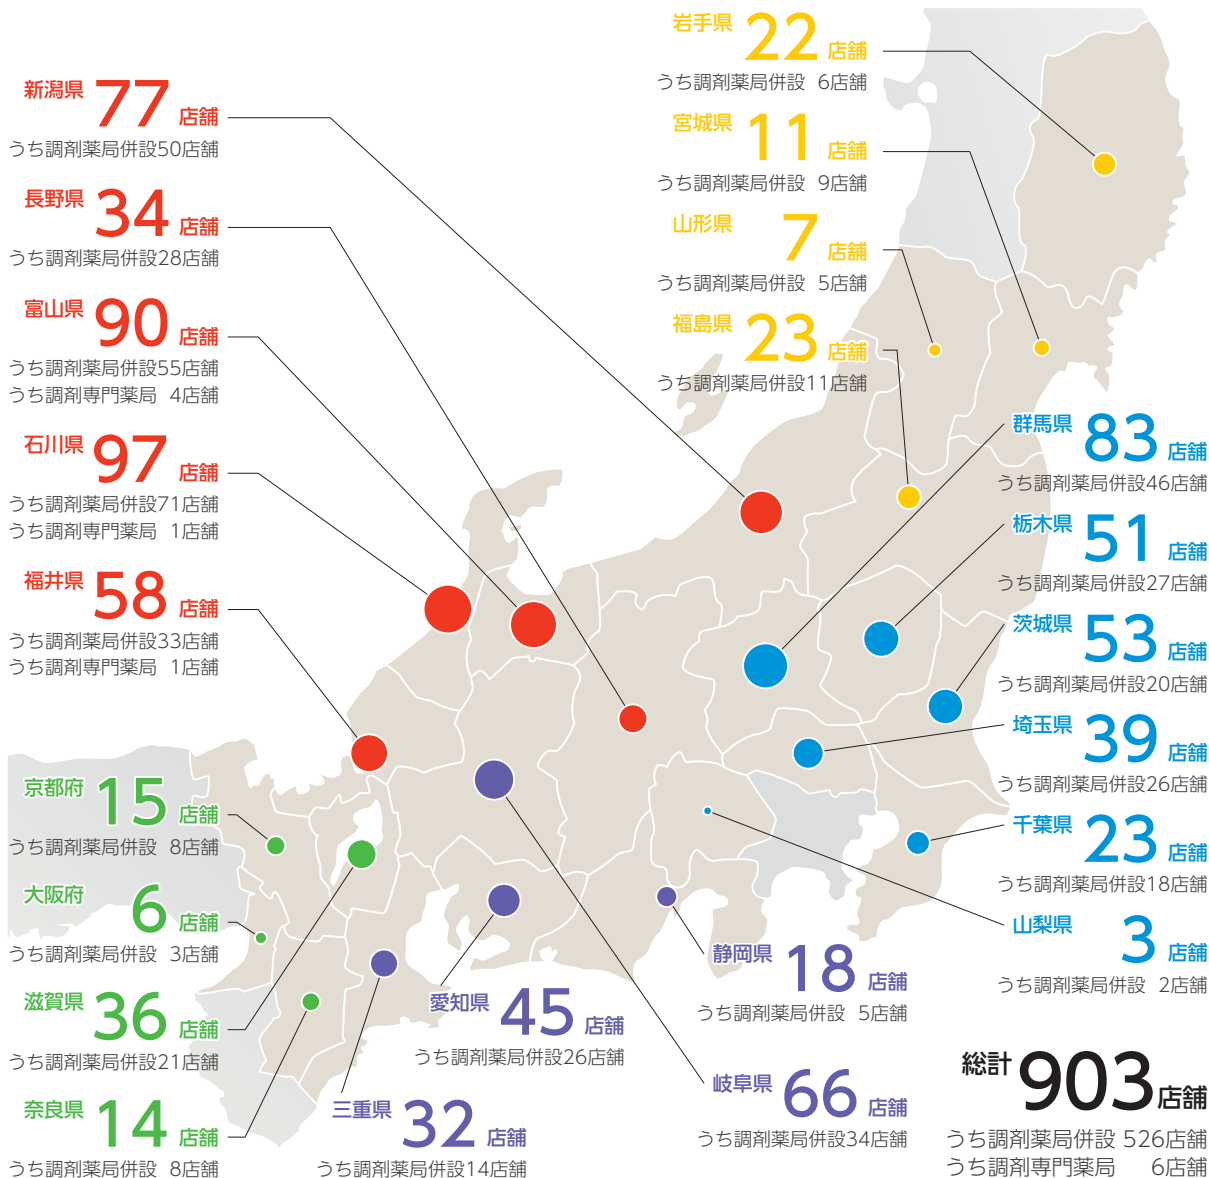 新潟県 77 店舗
うち調剤薬局併設50店舗
長野県 34 店舗
うち調剤薬局併設28店舗
富山県 90 店舗
うち調剤薬局併設55店舗
うち調剤専門薬局 4店舗
石川県 97 店舗
うち調剤薬局併設71店舗
うち調剤専門薬局 1店舗
福井県 58 店舗
うち調剤薬局併設33店舗
うち調剤専門薬局 1店舗
京都府 15 店舗
うち調剤薬局併設 8店舗
大阪府 6 店舗
うち調剤薬局併設 3店舗
滋賀県 36 店舗
うち調剤薬局併設21店舗
奈良県 14 店舗
うち調剤薬局併設 8店舗
岩手県 22 店舗
うち調剤薬局併設 6店舗
宮城県 11 店舗
うち調剤薬局併設 9店舗
山形県 7 店舗
うち調剤薬局併設 5店舗
福島県 23 店舗
うち調剤薬局併設11店舗
群馬県 83 店舗
うち調剤薬局併設46店舗
栃木県 51 店舗
うち調剤薬局併設27店舗
茨城県 53 店舗
うち調剤薬局併設20店舗
埼玉県 39 店舗
うち調剤薬局併設26店舗
千葉県 23 店舗
うち調剤薬局併設18店舗
山梨県 3 店舗
うち調剤薬局併設 2店舗
静岡県 18 店舗
うち調剤薬局併設 5店舗
愛知県 45 店舗
うち調剤薬局併設26店舗
岐阜県 66 店舗
うち調剤薬局併設34店舗
三重県 32 店舗
うち調剤薬局併設14店舗
総計 903 店舗
うち調剤薬局併設 526店舗
うち調剤専門薬局 6店舗